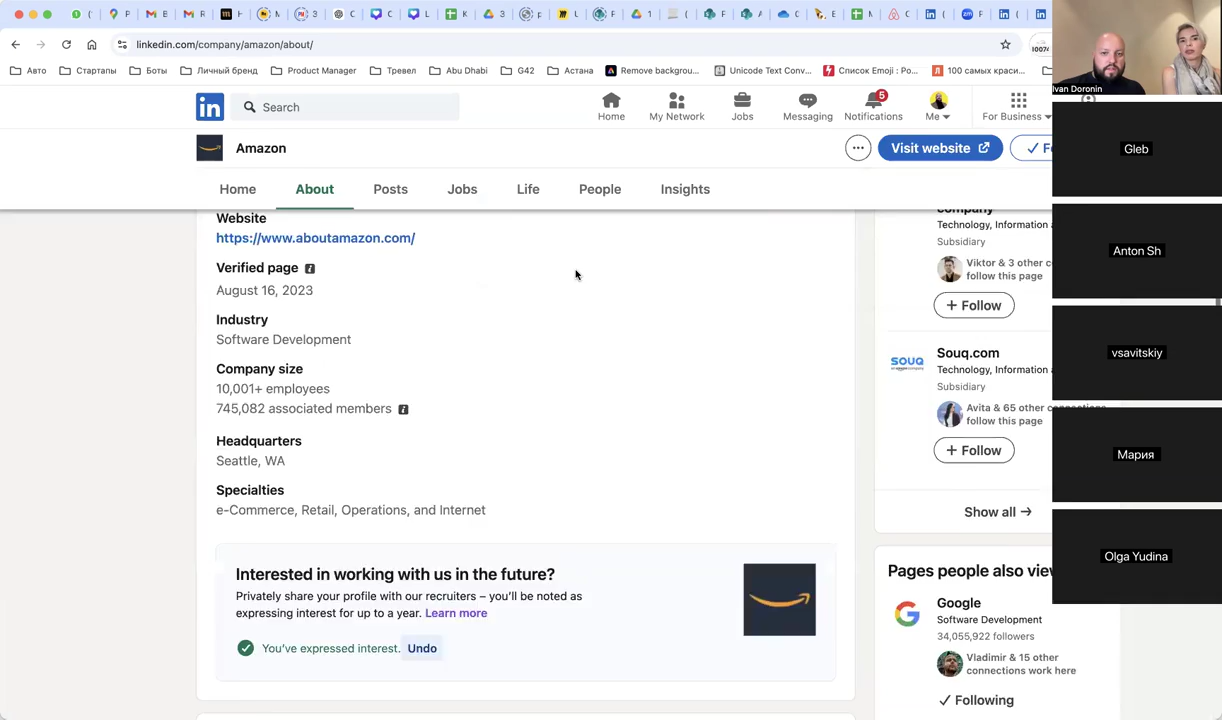 linkedin.com/company/amazon/about/
Авто
Стартапы
Боты
Личный бренд
Product Manager
Тревел
Abu Dhabi
G42
Астана
Remove backgrou...
Unicode Text Conv...
Список Emoji : Po...
100 самых краси...
in
Search
Home
My Network
Jobs
Messaging
5
Notifications
Me
For Business
Amazon
Visit website
Home
About
Posts
Jobs
Life
People
Insights
Website
https://www.aboutamazon.com/
Verified page
August 16, 2023
Industry
Software Development
Company size
10,001+ employees
745,082 associated members
Headquarters
Seattle, WA
Specialties
e-Commerce, Retail, Operations, and Internet
Interested in working with us in the future?
Privately share your profile with our recruiters – you'll be noted as
expressing interest for up to a year. Learn more
You've expressed interest. Undo
company
Technology, Information
Subsidiary
Viktor & 3 other
follow this page
+ Follow
SOUQ
Souq.com
Technology, Information
Subsidiary
Avita & 65 other connections
follow this page
+ Follow
Show all →
Pages people also
Google
Software Development
34,055,922 followers
Vladimir & 15 other
connections work here
Following
Ivan Doronin
Gleb
Anton Sh
vsavitskiy
Мария
Olga Yudina